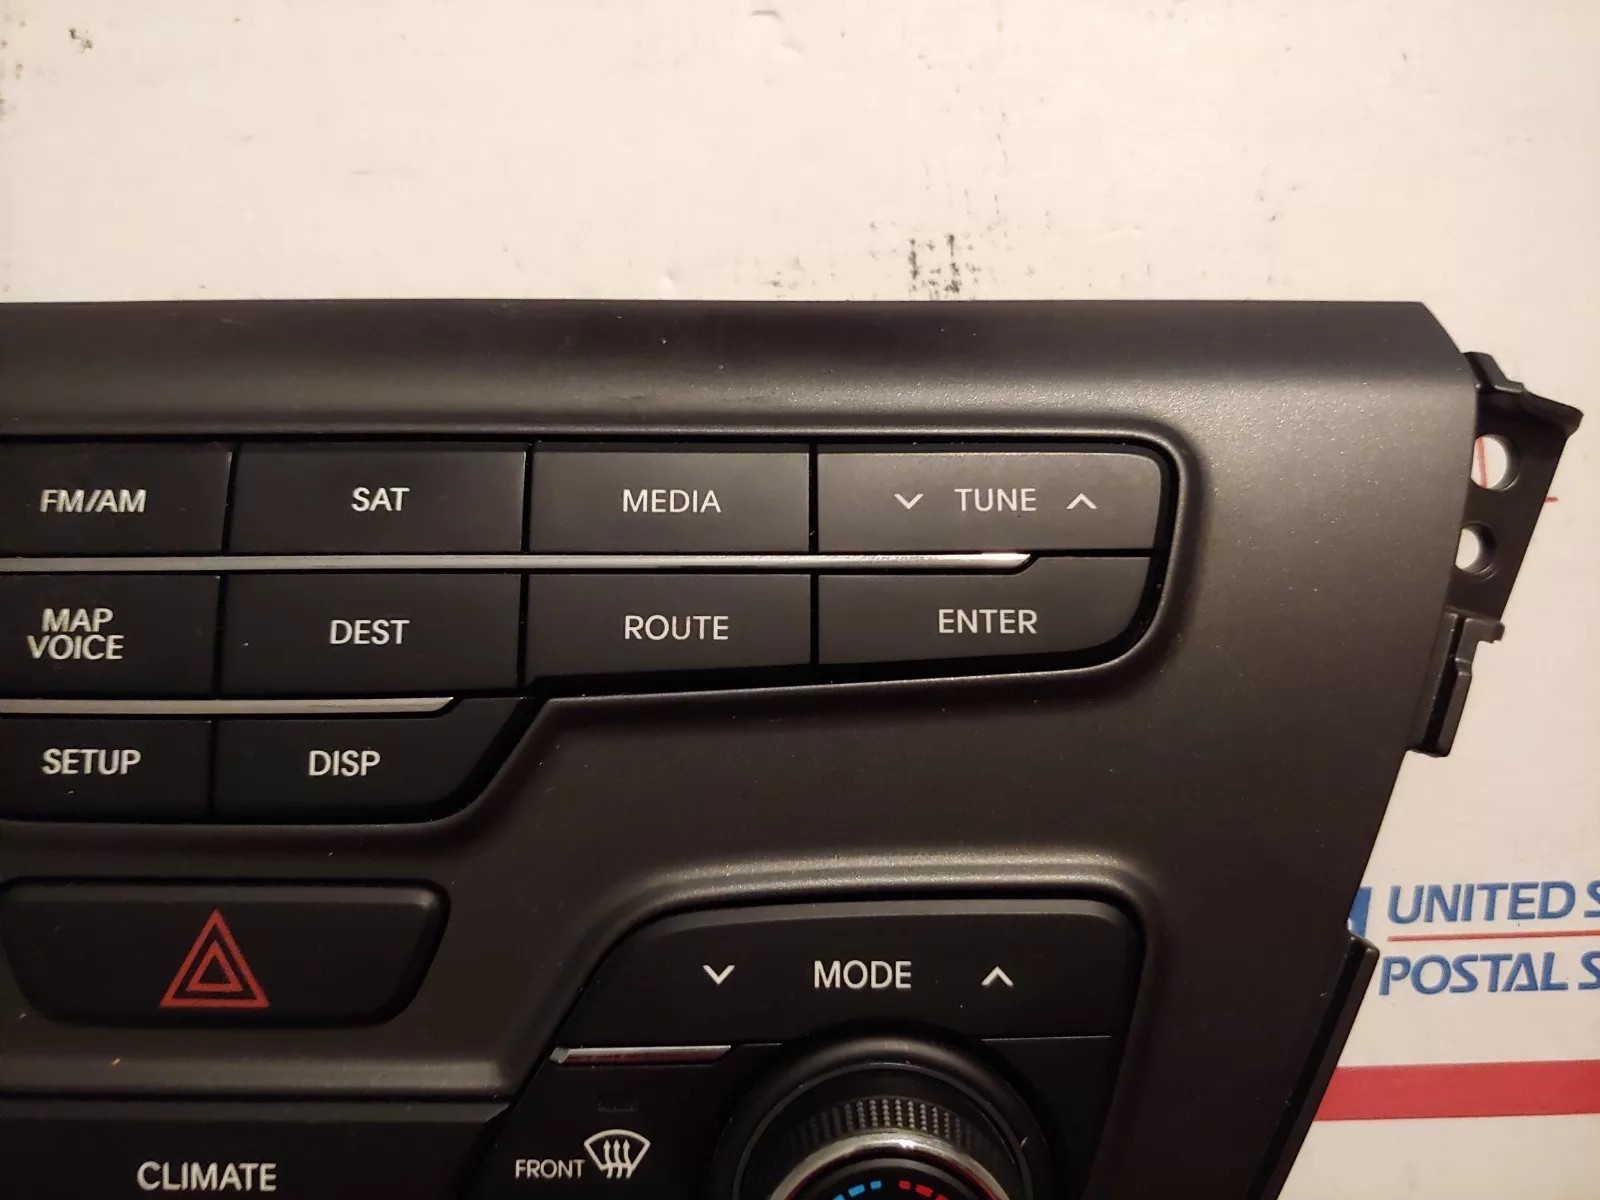 FM/AM
SAT
MEDIA
TUNE
MAP
VOICE
DEST
ROUTE
ENTER
SETUP
DISP
UNITED S
POSTAL S
MODE
FRONT
CLIMATE